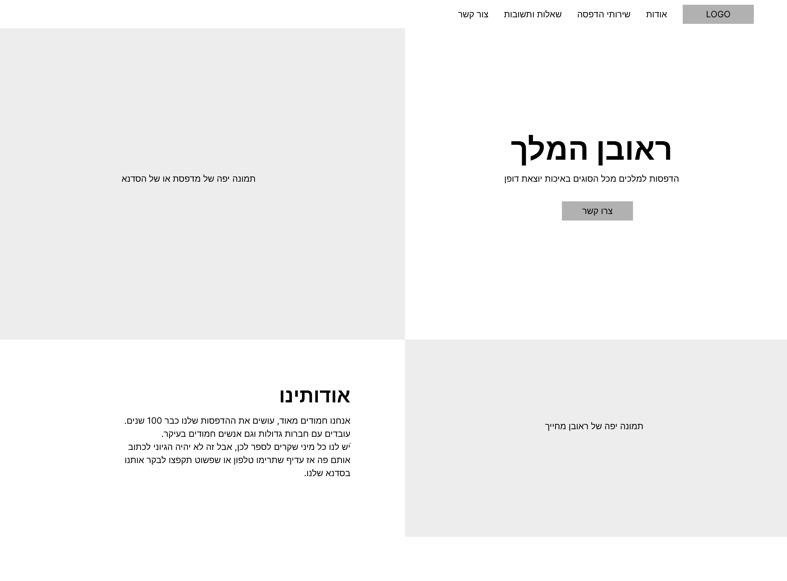 LOGO
אודות
שירותי הדפסה
שאלות ותשובות
צור קשר
ראובן המלך
הדפסות למלכים מכל הסוגים באיכות יוצאת דופן
צרו קשר
תמונה יפה של מדפסת או של הסדנא
תמונה יפה של ראובן מחייך
אודותינו
אנחנו חמודים מאוד, עושים את ההדפסות שלנו כבר 100 שנים.
עובדים עם חברות גדולות וגם אנשים חמודים בעיקר.
יש לנו כל מיני שקרים לספר לכן, אבל זה לא יהיה הגיוני לכתוב
אותם פה אז עדיף שתרימו טלפון או שפשוט תקפצו לבקר אותנו
בסדנא שלנו.